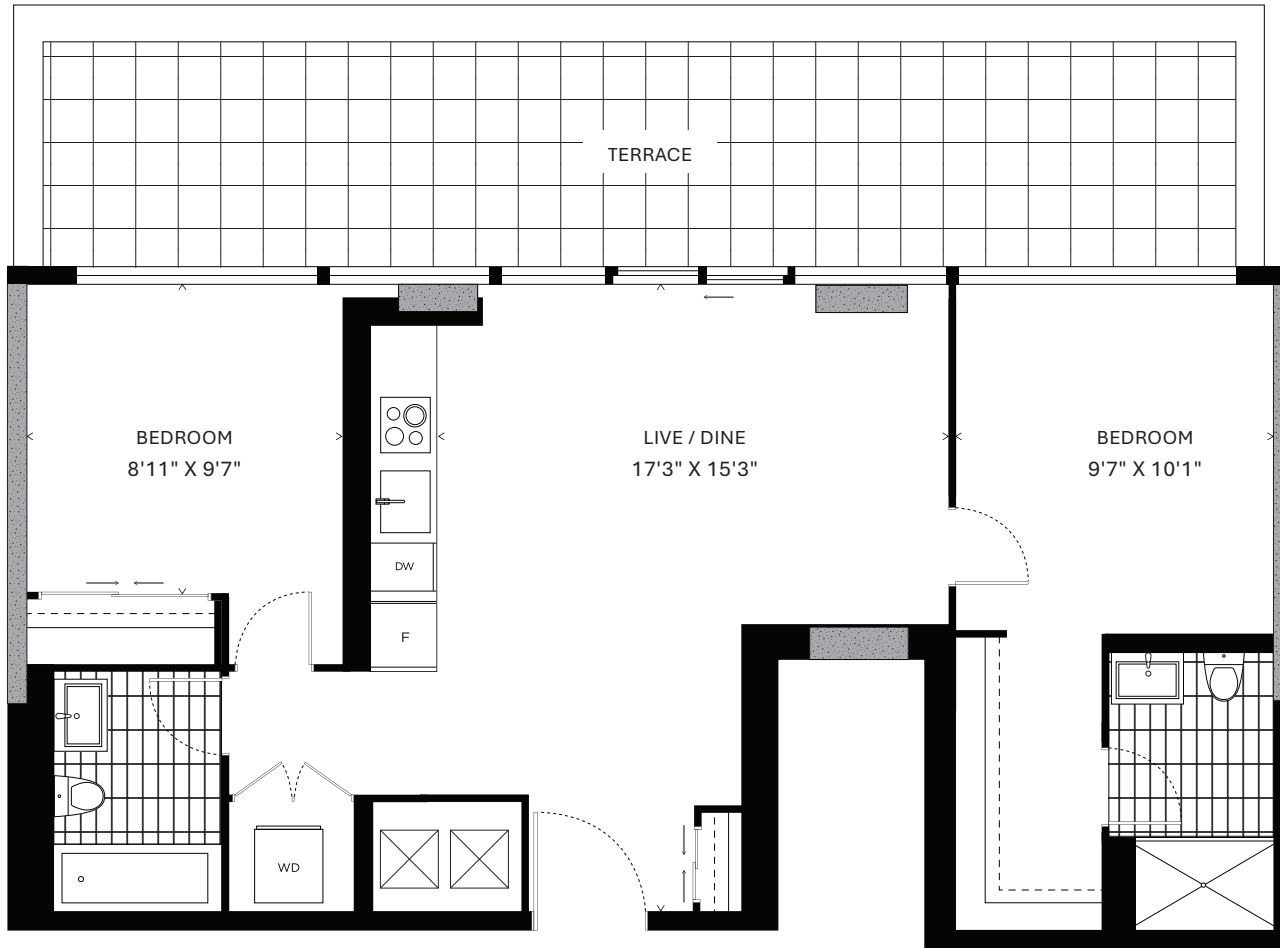 TERRACE
BEDROOM
8'11" X 9'7"
LIVE / DINE
17'3" X 15'3"
BEDROOM
9'7" X 10'1"
DW
F
WD